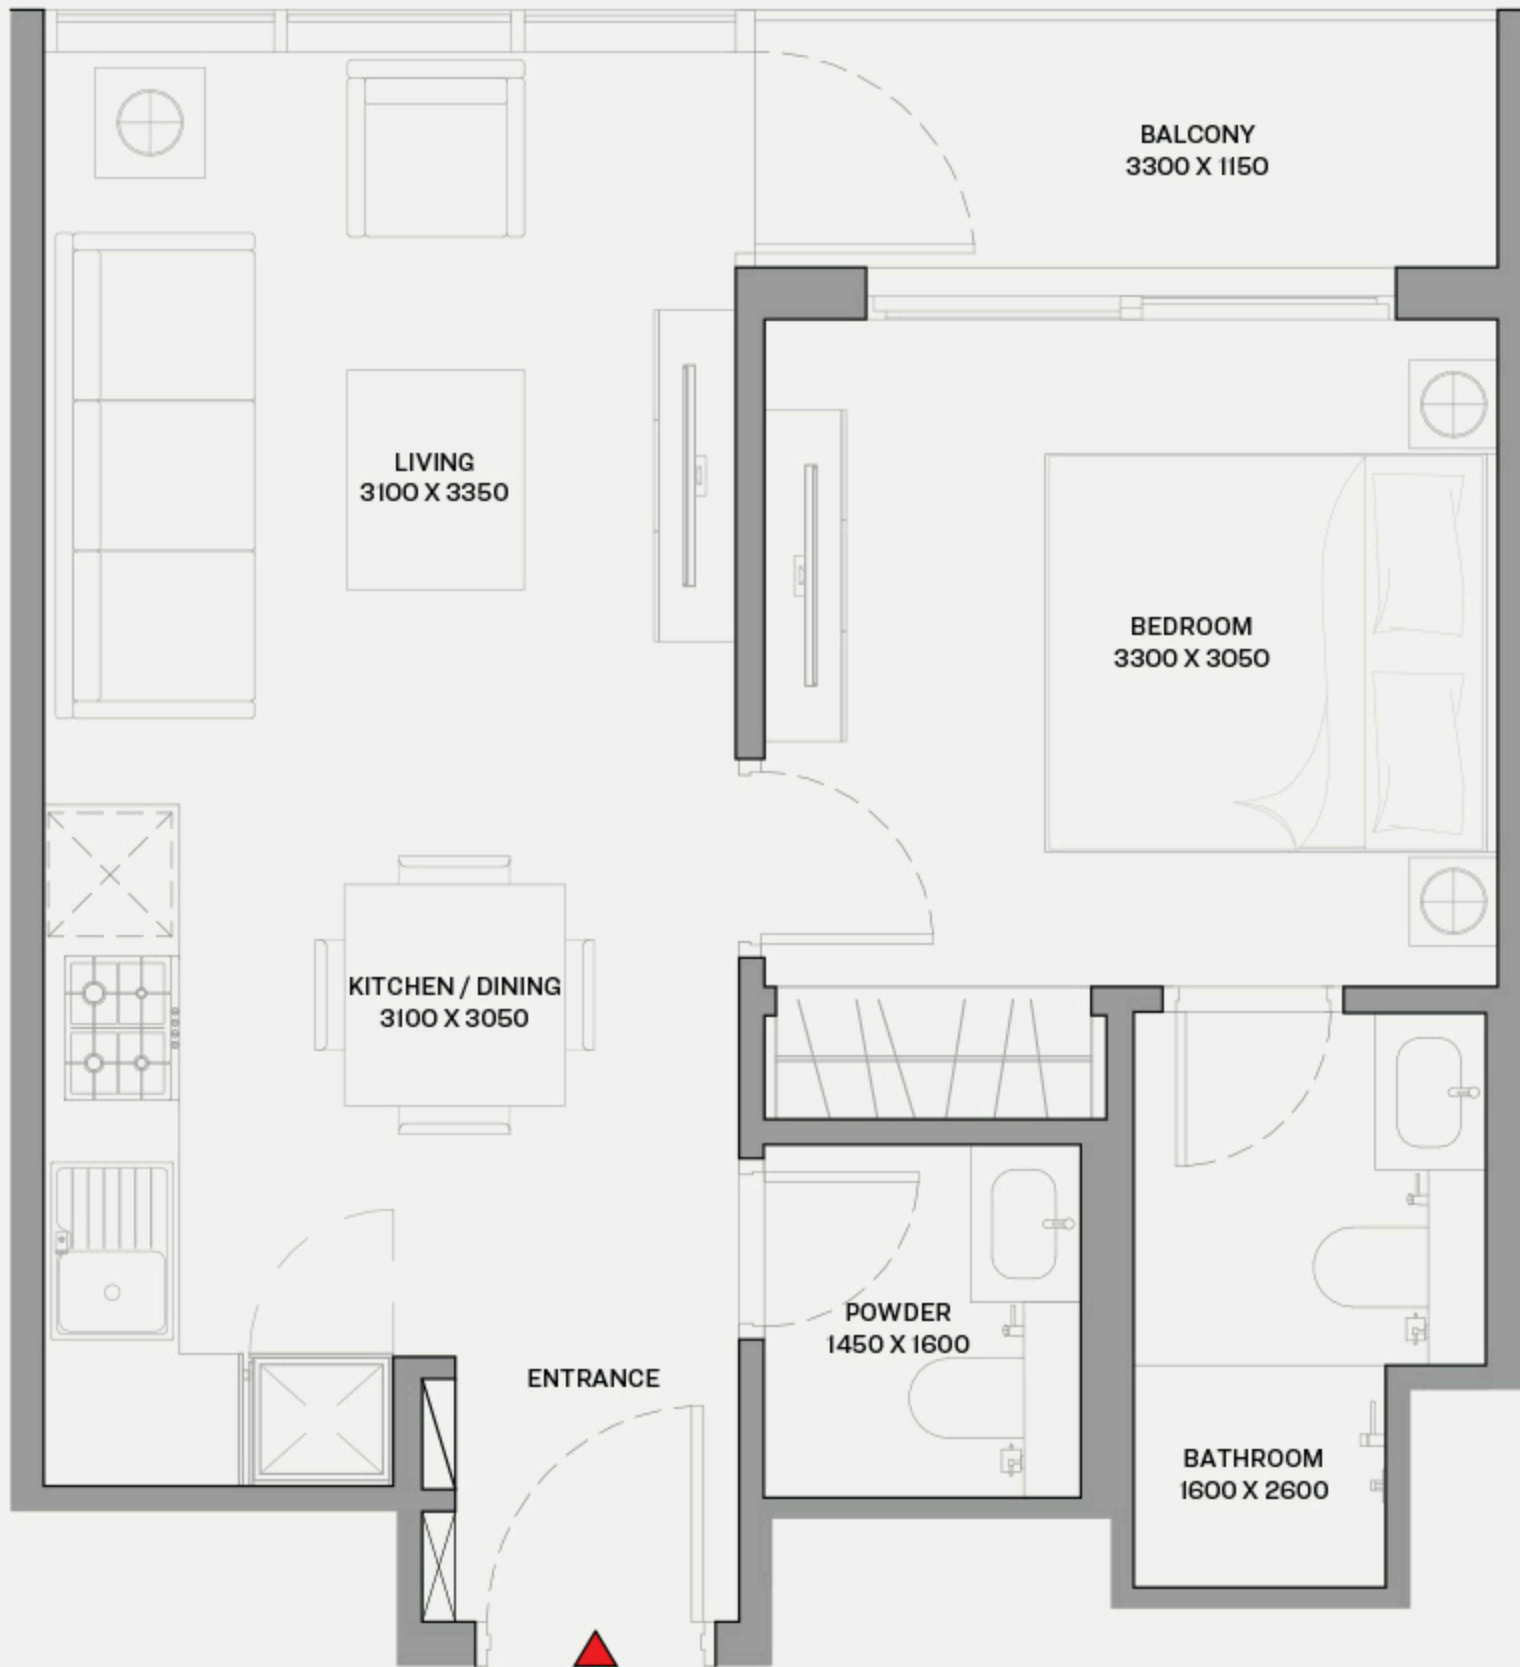 BALCONY
3300 X 1150
LIVING
3100 X 3350
BEDROOM
3300 X 3050
KITCHEN / DINING
3100 X 3050
POWDER
1450 X 1600
ENTRANCE
BATHROOM
1600 X 2600